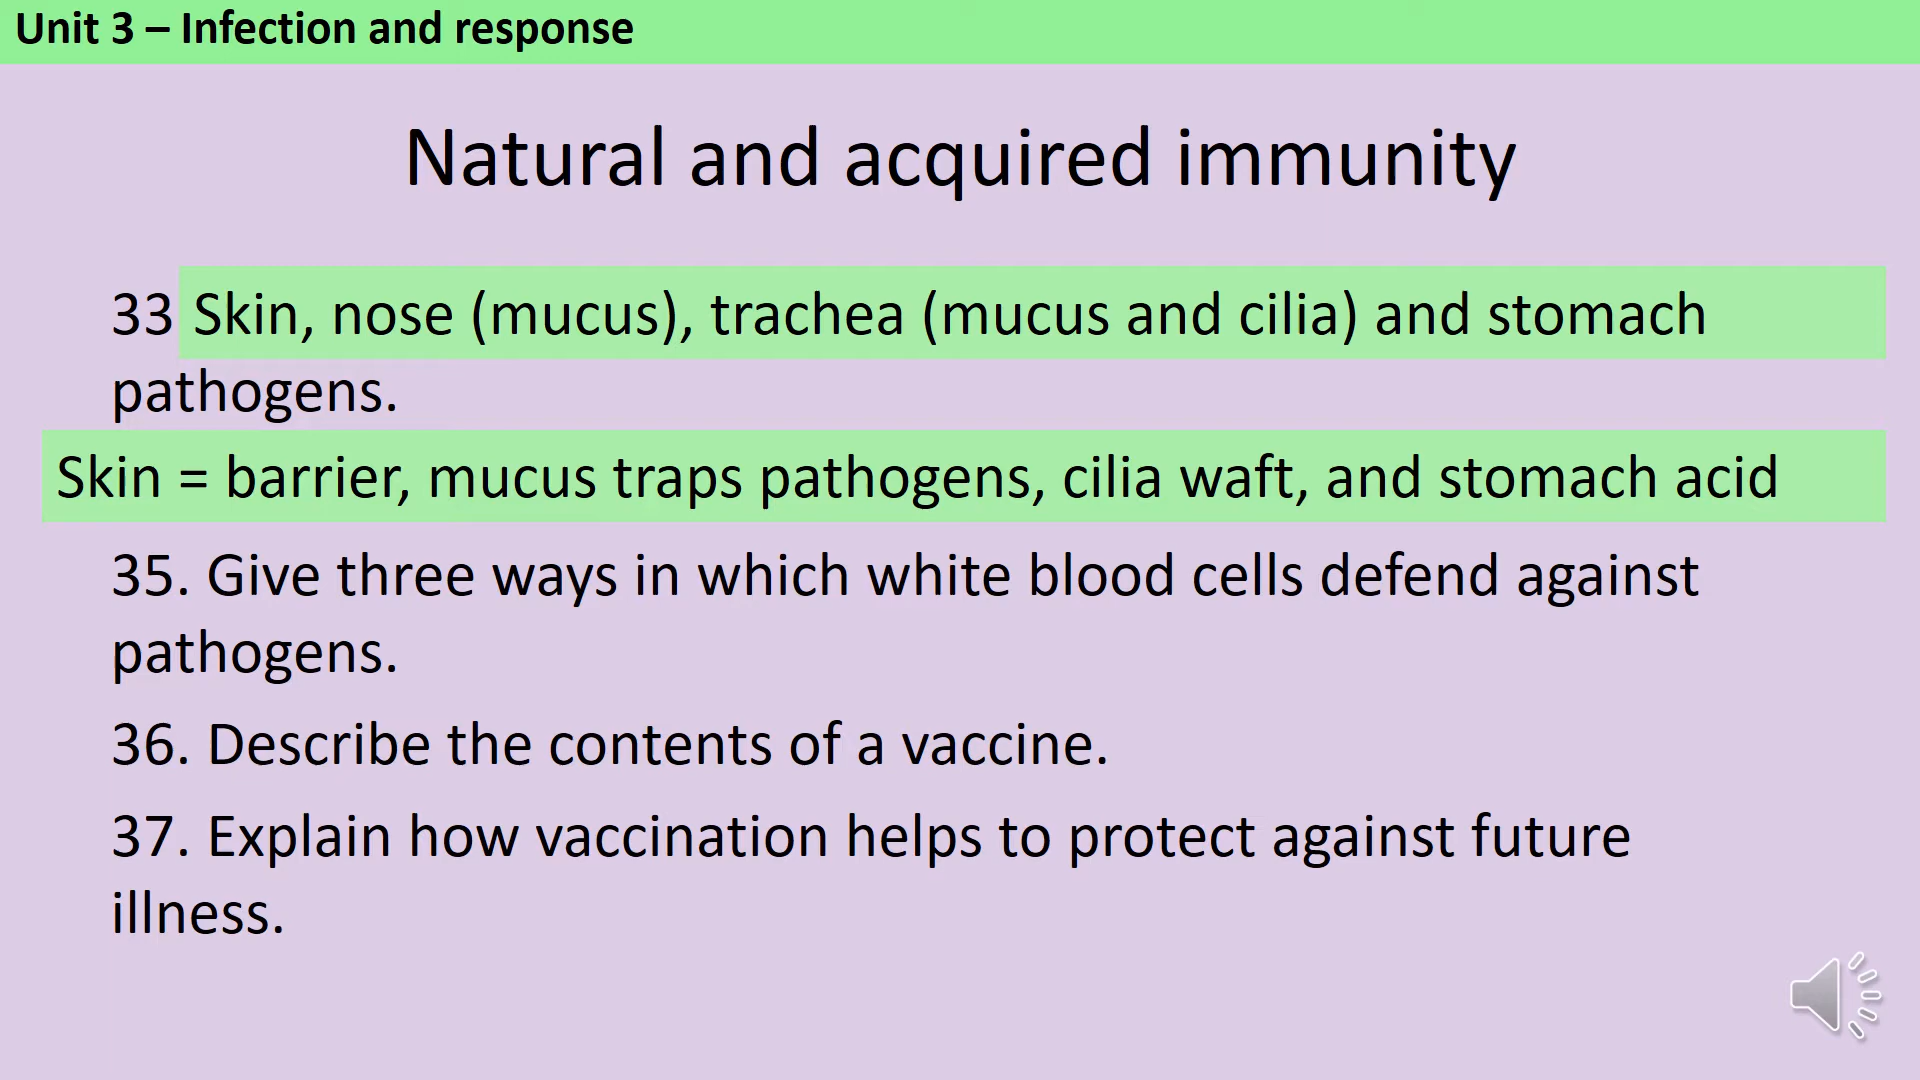 Unit 3 – Infection and response
Natural and acquired immunity
33 Skin, nose (mucus), trachea (mucus and cilia) and stomach
pathogens.
Skin = barrier, mucus traps pathogens, cilia waft, and stomach acid
35. Give three ways in which white blood cells defend against
pathogens.
36. Describe the contents of a vaccine.
37. Explain how vaccination helps to protect against future
illness.